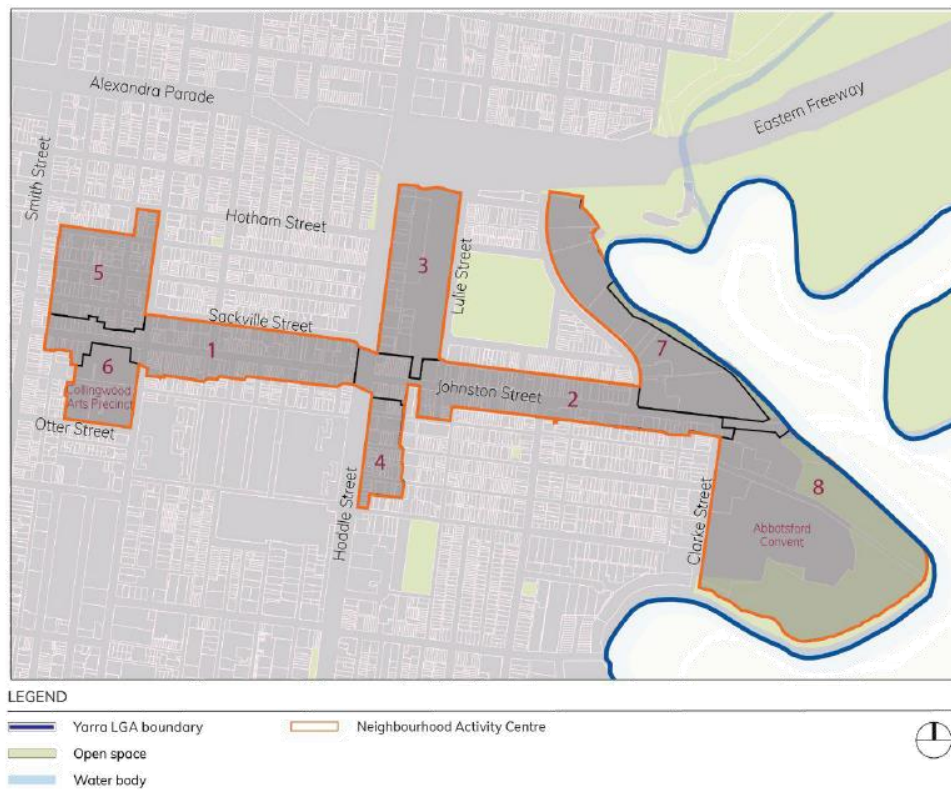 Alexandra Parade
Eastern Freeway
Smith Street
Hotham Street
5
3
Lulie Street
Sackville Street
1
7
6
Collingwood
Arts Precinct
Johnston Street
2
Otter Street
4
Hoddle Street
Clarke Street
8
Abbotsford
Convent
LEGEND
Yarra LGA boundary
Neighbourhood Activity Centre
Open space
Water body